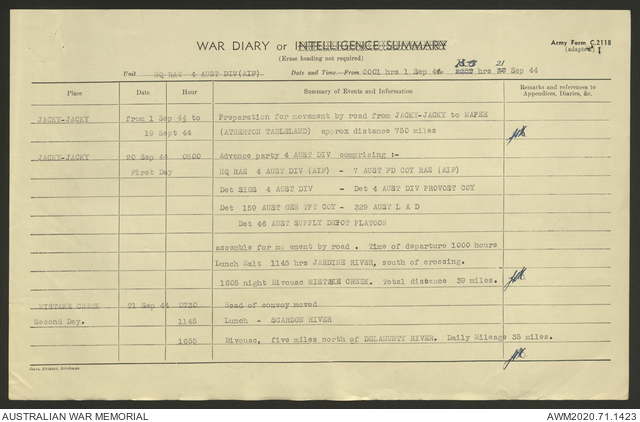 WAR DIARY or INTELLIGENCE SUMMARY
(Erase heading not required)
Army Form C.2118
(adapted)
Unit HQ RAE 4 AUST DIV(AIF) Date and Time—From 0001 hrs 1 Sep 44 to hrs 21 Sep 44
Place Date Hour Summary of Events and Information Remarks and references to Appendices, Diaries, &c.
JACKY-JACKY from 1 Sep 44 to Preparation for movement by road from JACKY-JACKY to MAREE
19 Sept 44 (ATHERTON TABLELAND) approx distance 750 miles
JACKY-JACKY 20 Sep 44 0800 Advance party 4 AUST DIV comprising :-
First Day HQ RAE 4 AUST DIV (AIF) - 7 AUST FD COY RAE (AIF)
Det SIGS 4 AUST DIV - Det 4 AUST DIV PROVOST COY
Det 159 AUST GEN TPT COY - 329 AUST L A D
Det 46 AUST SUPPLY DEPOT PLATOON
assemble for mo ement by road . Time of departure 1000 hours
Lunch Halt 1145 hrs JARDINE RIVER, south of crossing.
1605 night Bivouac MISTAKE CREEK. Total distance 39 miles.
MISTAKE CREEK 21 Sep 44 0730 Head of convoy moved
Second Day. 1145 Lunch - SCARDON RIVER
1655 Bivouac, five miles north of DELAHUNTY RIVER. Daily Mileage 35 miles.
Govt. Printer, Brisbane
AUSTRALIAN WAR MEMORIAL AWM2020.71.1423